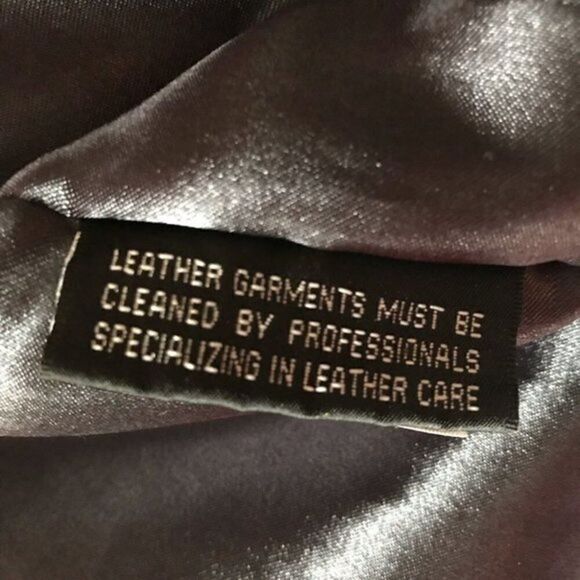 LEATHER GARMENTS MUST BE
CLEANED BY PROFESSIONALS
SPECIALIZING IN LEATHER CARE